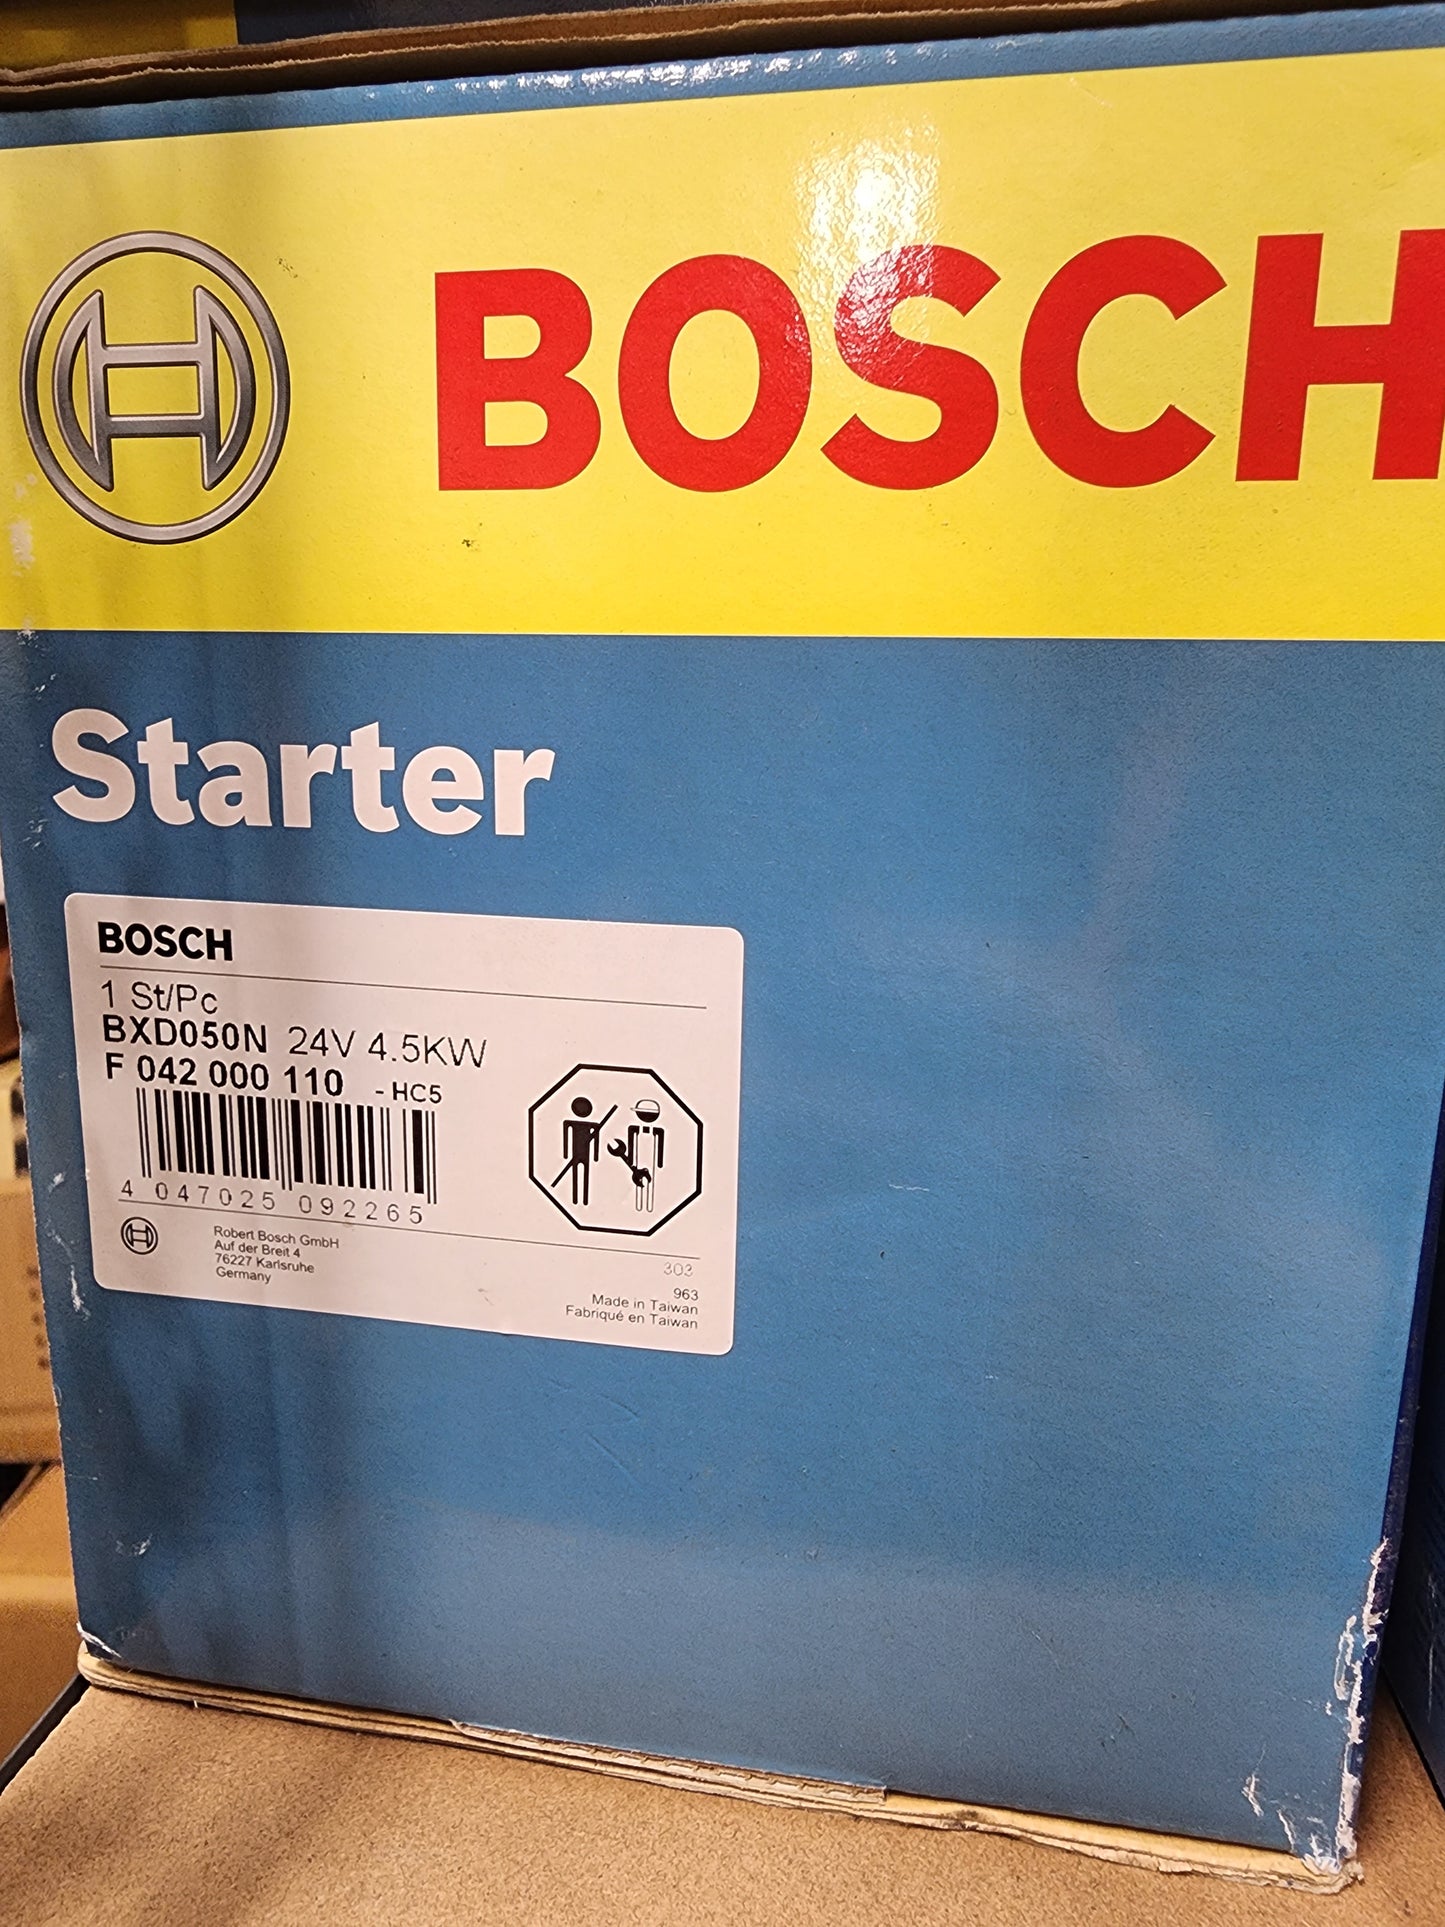 BOSCH
Starter
BOSCH
1 St/Pc
BXD050N 24V 4.5KW
F 042 000 110 - HC5
4 047025 092265
Robert Bosch GmbH
Auf der Breit 4
76227 Karlsruhe
Germany
303
963
Made in Taiwan
Fabriqué en Taiwan